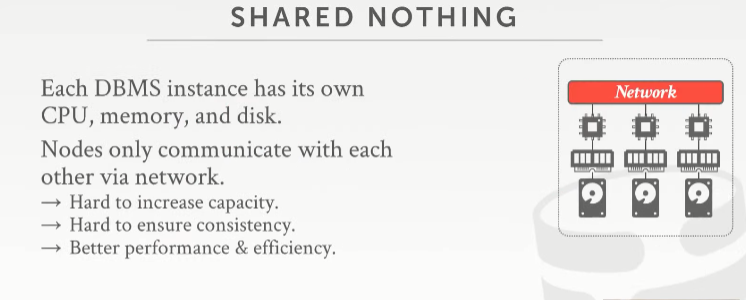 SHARED NOTHING
Each DBMS instance has its own
CPU, memory, and disk.
Nodes only communicate with each
other via network.
→ Hard to increase capacity.
→ Hard to ensure consistency.
→ Better performance & efficiency.
Network